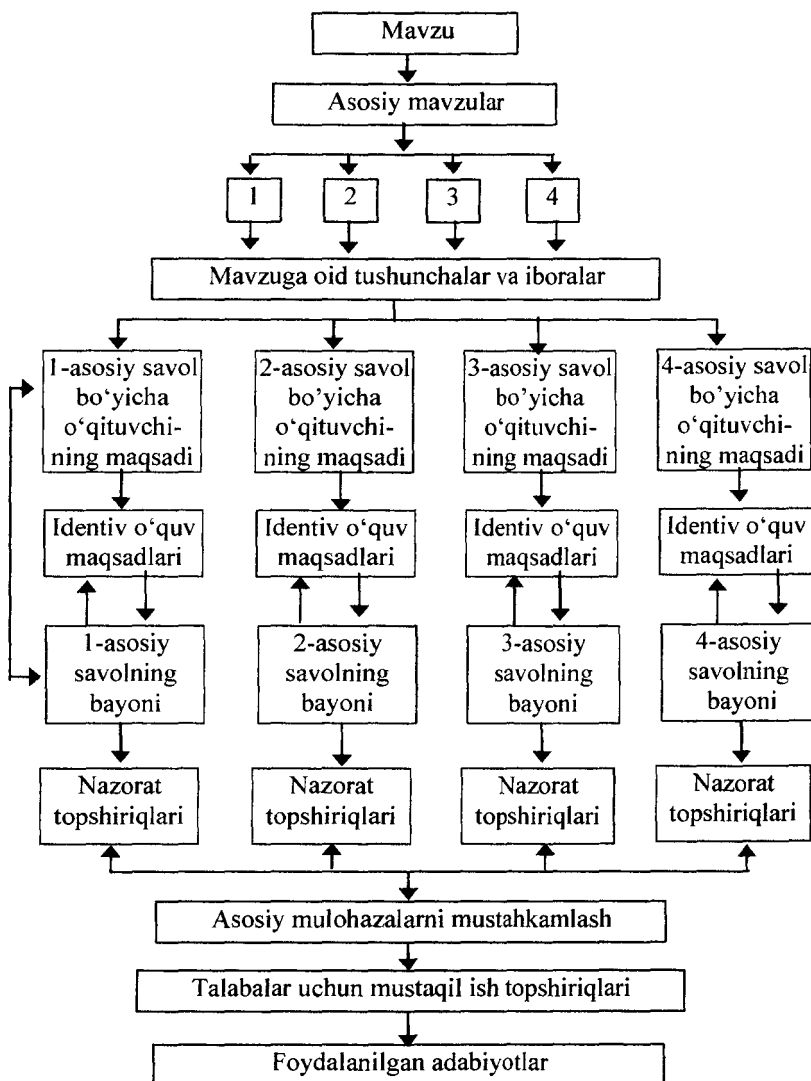 Mavzu
Asosiy mavzular
1
2
3
4
Mavzuga oid tushunchalar va iboralar
1-asosiy savol
bo'yicha
o‘qituvchi-
ning maqsadi
2-asosiy savol
bo'yicha
o‘qituvchi-
ning maqsadi
3-asosiy savol
bo'yicha
o‘qituvchi-
ning maqsadi
4-asosiy savol
bo'yicha
o‘qituvchi-
ning maqsadi
Identiv o‘quv
maqsadlari
Identiv o‘quv
maqsadlari
Identiv o‘quv
maqsadlari
Identiv o‘quv
maqsadlari
1-asosiy
savolning
bayoni
2-asosiy
savolning
bayoni
3-asosiy
savolning
bayoni
4-asosiy
savolning
bayoni
Nazorat
topshiriqlari
Nazorat
topshiriqlari
Nazorat
topshiriqlari
Nazorat
topshiriqlari
Asosiy mulohazalarni mustahkamlash
Talabalar uchun mustaqil ish topshiriqlari
Foydalanilgan adabiyotlar